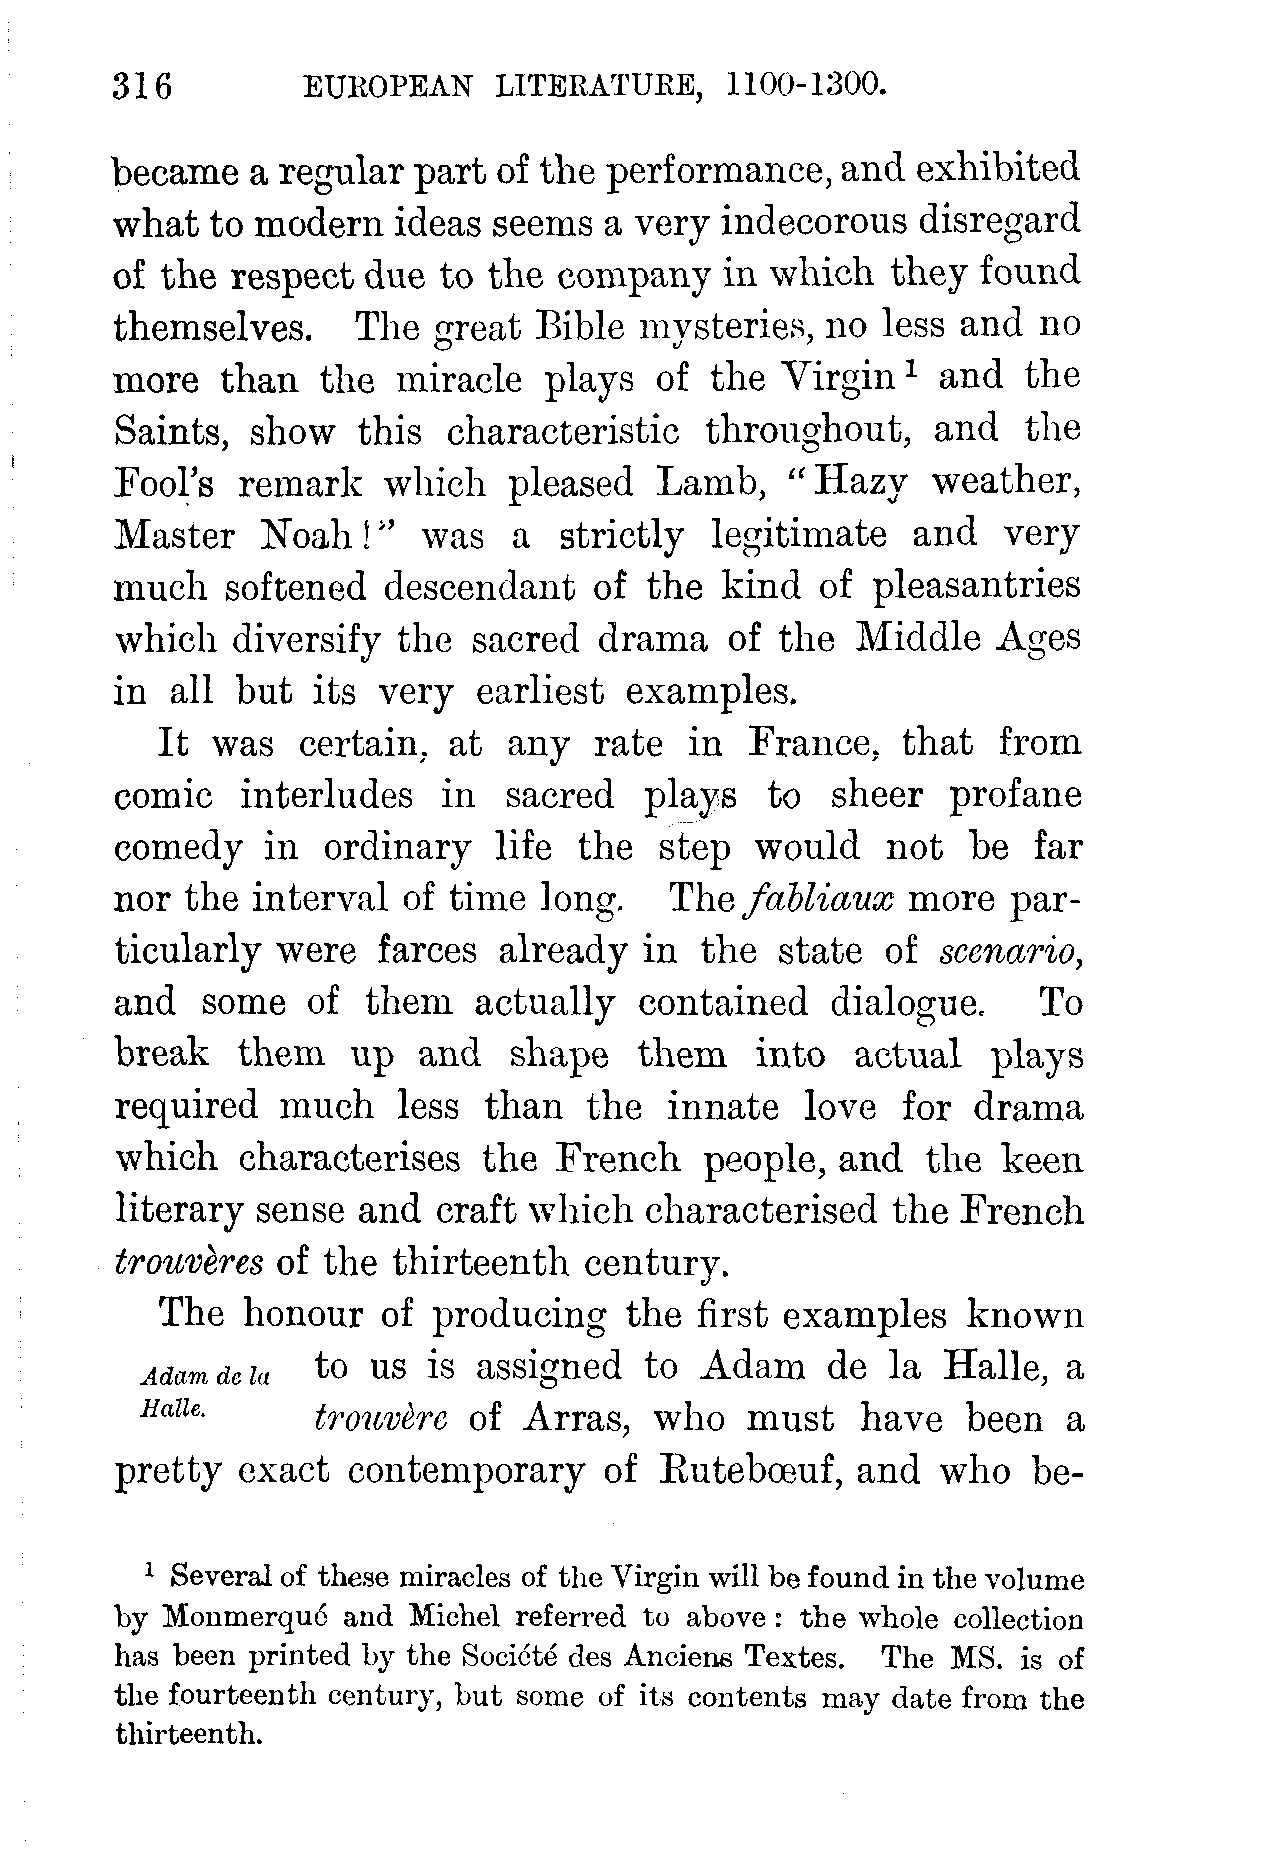 316 EUROPEAN LITERATURE, 1100-1300.
became a regular part of the performance, and exhibited
what to modern ideas seems a very indecorous disregard
of the respect due to the company in which they found
themselves. The great Bible mysteries, no less and no
more than the miracle plays of the Virgin¹ and the
Saints, show this characteristic throughout, and the
Fool's remark which pleased Lamb, "Hazy weather,
Master Noah!" was a strictly legitimate and very
much softened descendant of the kind of pleasantries
which diversify the sacred drama of the Middle Ages
in all but its very earliest examples.
It was certain, at any rate in France, that from
comic interludes in sacred plays to sheer profane
comedy in ordinary life the step would not be far
nor the interval of time long. The fabliaux more par-
ticularly were farces already in the state of scenario,
and some of them actually contained dialogue. To
break them up and shape them into actual plays
required much less than the innate love for drama
which characterises the French people, and the keen
literary sense and craft which characterised the French
trouvères of the thirteenth century.
The honour of producing the first examples known
Adam de la to us is assigned to Adam de la Halle, a
Halle. trouvère of Arras, who must have been a
pretty exact contemporary of Rutebœuf, and who be-
¹ Several of these miracles of the Virgin will be found in the volume
by Monmerqué and Michel referred to above: the whole collection
has been printed by the Société des Anciens Textes. The MS. is of
the fourteenth century, but some of its contents may date from the
thirteenth.